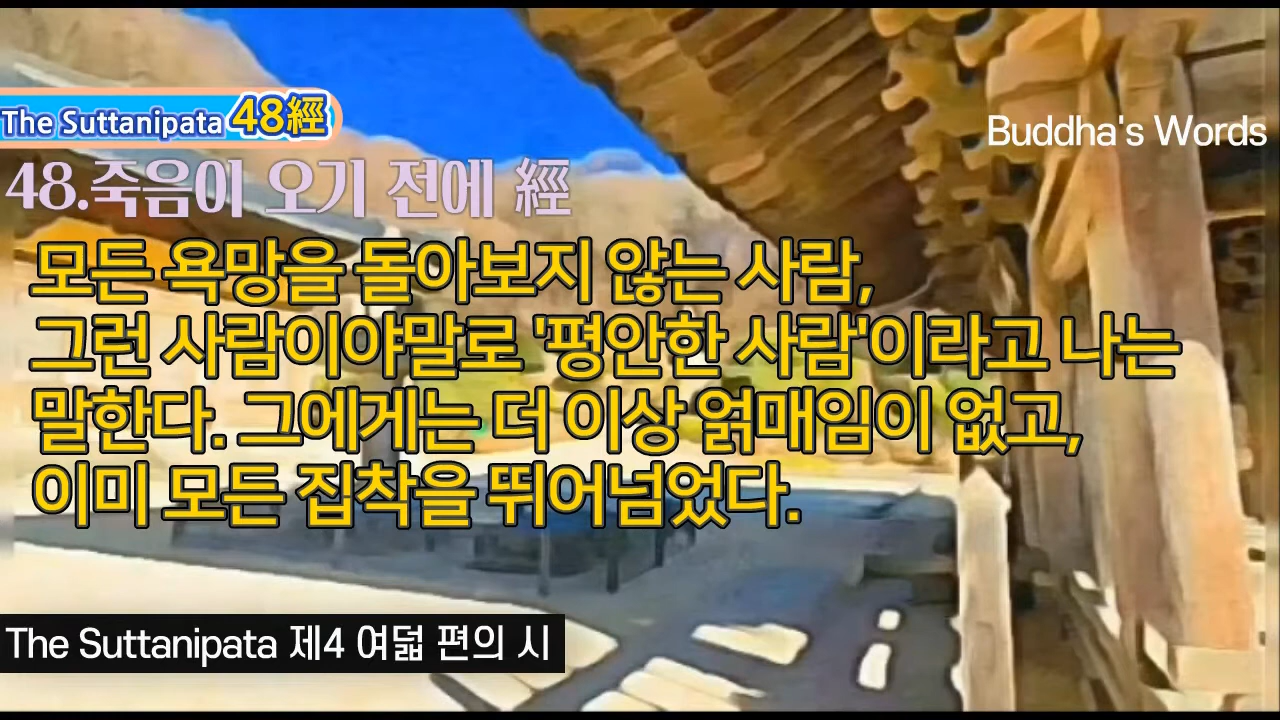 The Suttanipata 48經
Buddha's Words
48.죽음이 오기 전에 經
모든 욕망을 돌아보지 않는 사람,
그런 사람이야말로 '평안한 사람'이라고 나는
말한다. 그에게는 더 이상 얽매임이 없고,
이미 모든 집착을 뛰어넘었다.
The Suttanipata 제4 여덟 편의 시